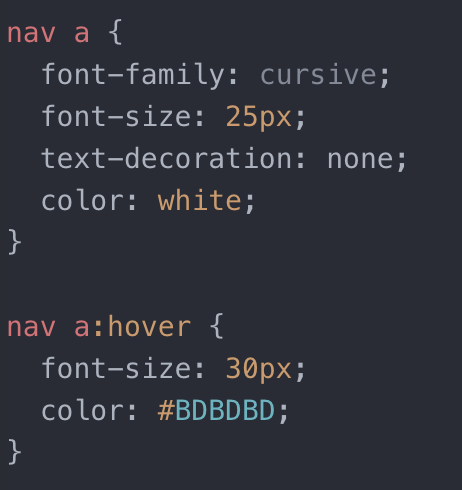 nav a {
  font-family: cursive;
  font-size: 25px;
  text-decoration: none;
  color: white;
}

nav a:hover {
  font-size: 30px;
  color: #BDBDBD;
}